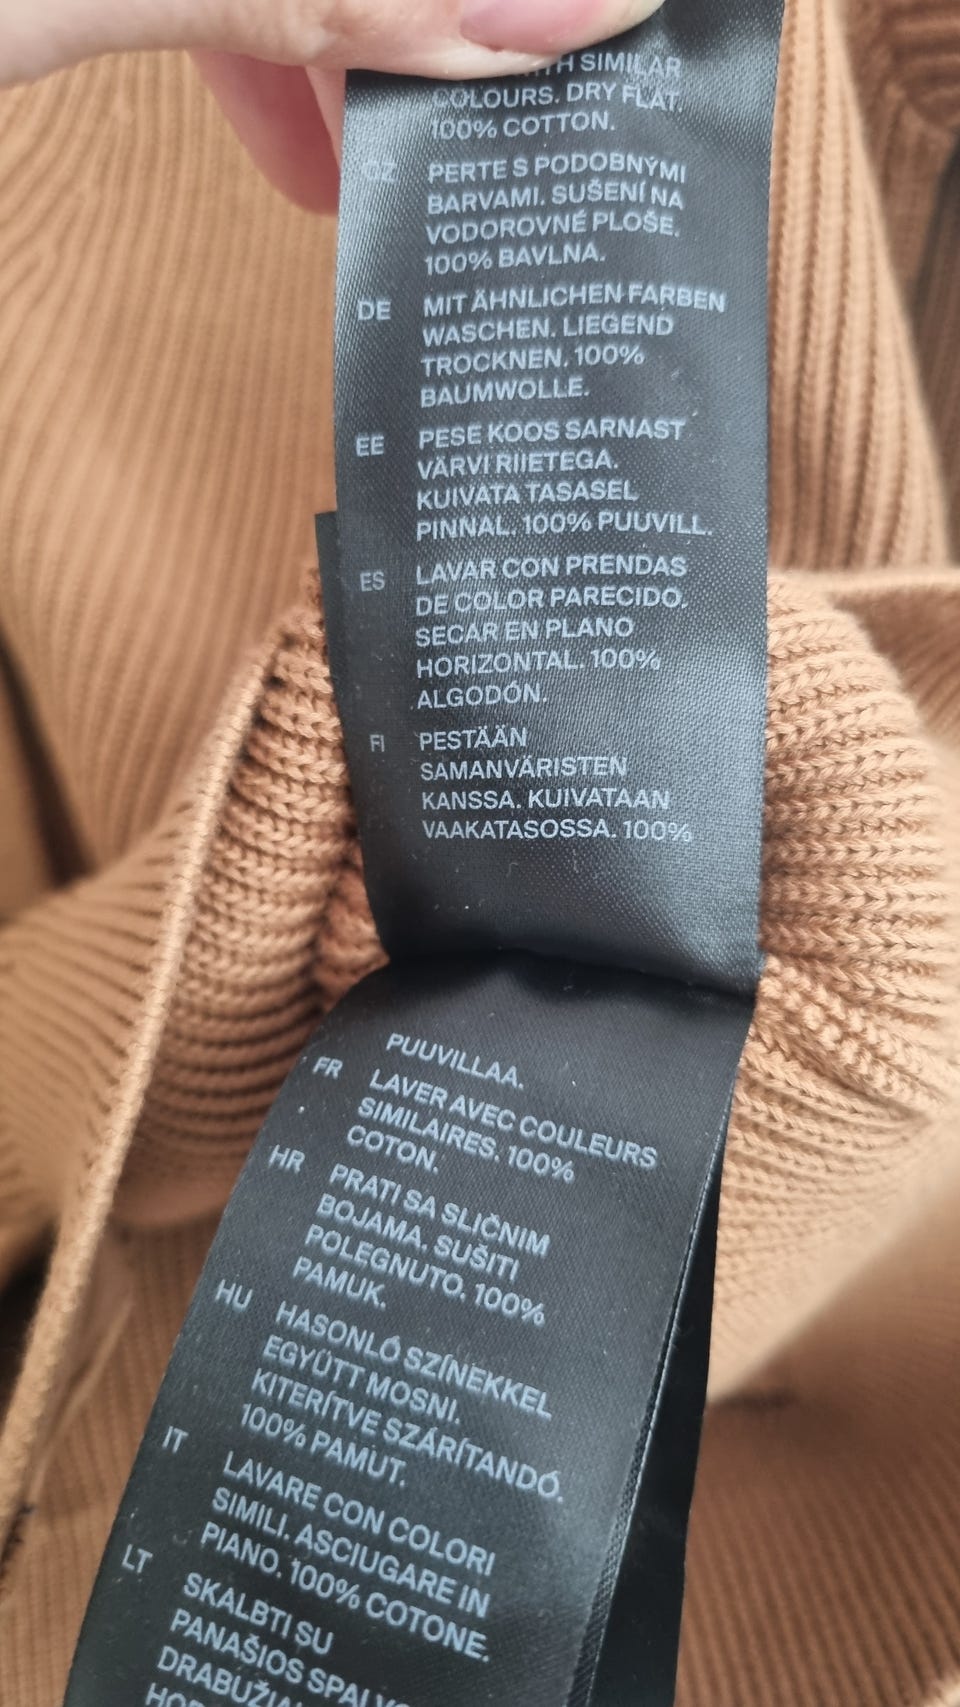 WITH SIMILAR
COLOURS. DRY FLAT.
100% COTTON.
CZ PERTE S PODOBNÝMI
BARVAMI. SUŠENÍ NA
VODOROVNÉ PLOŠE.
100% BAVLNA.
DE MIT ÄHNLICHEN FARBEN
WASCHEN. LIEGEND
TROCKNEN. 100%
BAUMWOLLE.
EE PESE KOOS SARNAST
VÄRVI RIIETEGA.
KUIVATA TASASEL
PINNAL. 100% PUUVILL.
ES LAVAR CON PRENDAS
DE COLOR PARECIDO.
SECAR EN PLANO
HORIZONTAL. 100%
ALGODÓN.
FI PESTÄÄN
SAMANVÄRISTEN
KANSSA. KUIVATAAN
VAAKATASOSSA. 100%
PUUVILLAA.
FR LAVER AVEC COULEURS
SIMILAIRES. 100%
COTON.
HR PRATI SA SLIČNIM
BOJAMA. SUŠITI
POLEGNUTO. 100%
PAMUK.
HU HASONLÓ SZÍNEKKEL
EGYÜTT MOSNI.
KITERÍTVE SZÁRÍTANDÓ.
100% PAMUT.
IT LAVARE CON COLORI
SIMILI. ASCIUGARE IN
PIANO. 100% COTONE.
LT SKALBTI SU
PANAŠIOS